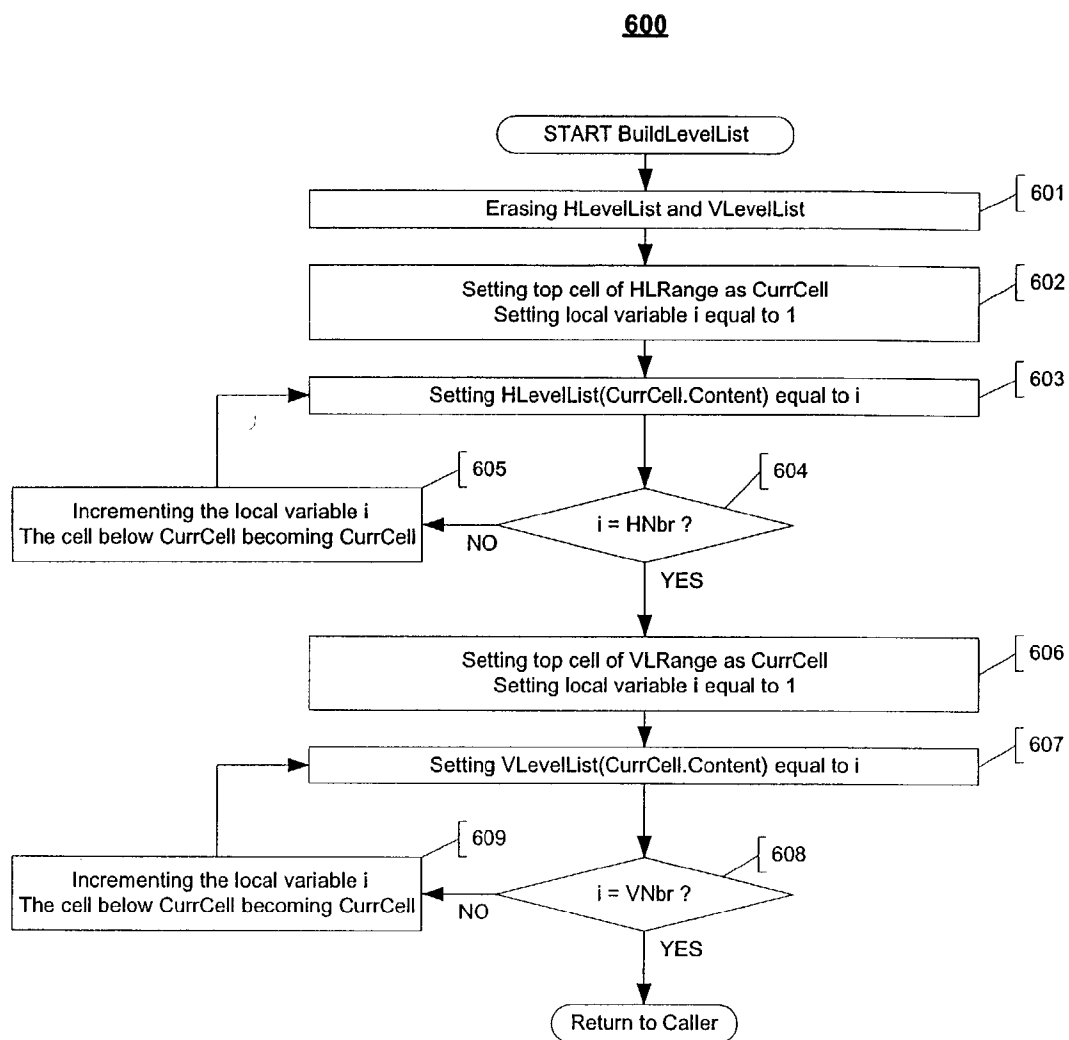 600
START BuildLevelList
601
Erasing HLevelList and VLevelList
602
Setting top cell of HLRange as CurrCell
Setting local variable i equal to 1
603
Setting HLevelList(CurrCell.Content) equal to i
605
604
Incrementing the local variable i
The cell below CurrCell becoming CurrCell
i = HNbr ?
NO
YES
606
Setting top cell of VLRange as CurrCell
Setting local variable i equal to 1
607
Setting VLevelList(CurrCell.Content) equal to i
609
608
Incrementing the local variable i
The cell below CurrCell becoming CurrCell
i = VNbr ?
NO
YES
Return to Caller